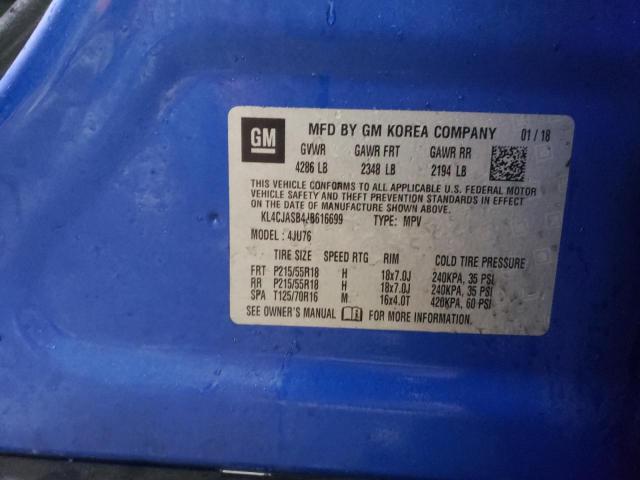 GM MFD BY GM KOREA COMPANY 01 / 18
GVWR GAWR FRT GAWR RR
4286 LB 2348 LB 2194 LB
THIS VEHICLE CONFORMS TO ALL APPLICABLE U.S. FEDERAL MOTOR
VEHICLE SAFETY, BUMPER, AND THEFT PREVENTION STANDARDS IN
EFFECT ON THE DATE OF MANUFACTURE SHOWN ABOVE.
KL4CJASB4JB616699 TYPE: MPV
MODEL: 4JU76
TIRE SIZE SPEED RTG RIM COLD TIRE PRESSURE
FRT P215/55R18 H 18x7.0J 240KPA, 35 PSI
RR P215/55R18 H 18x7.0J 240KPA, 35 PSI
SPA T125/70R16 M 16x4.0T 420KPA, 60 PSI
SEE OWNER'S MANUAL FOR MORE INFORMATION.